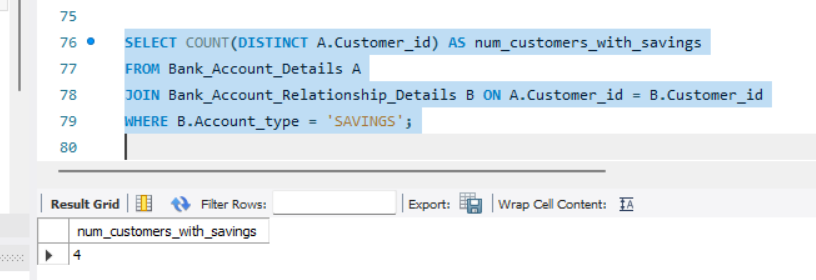 75
76 SELECT COUNT(DISTINCT A.Customer_id) AS num_customers_with_savings
77 FROM Bank_Account_Details A
78 JOIN Bank_Account_Relationship_Details B ON A.Customer_id = B.Customer_id
79 WHERE B.Account_type = 'SAVINGS';
80
Result Grid Filter Rows: Export: Wrap Cell Content: IA
num_customers_with_savings
4